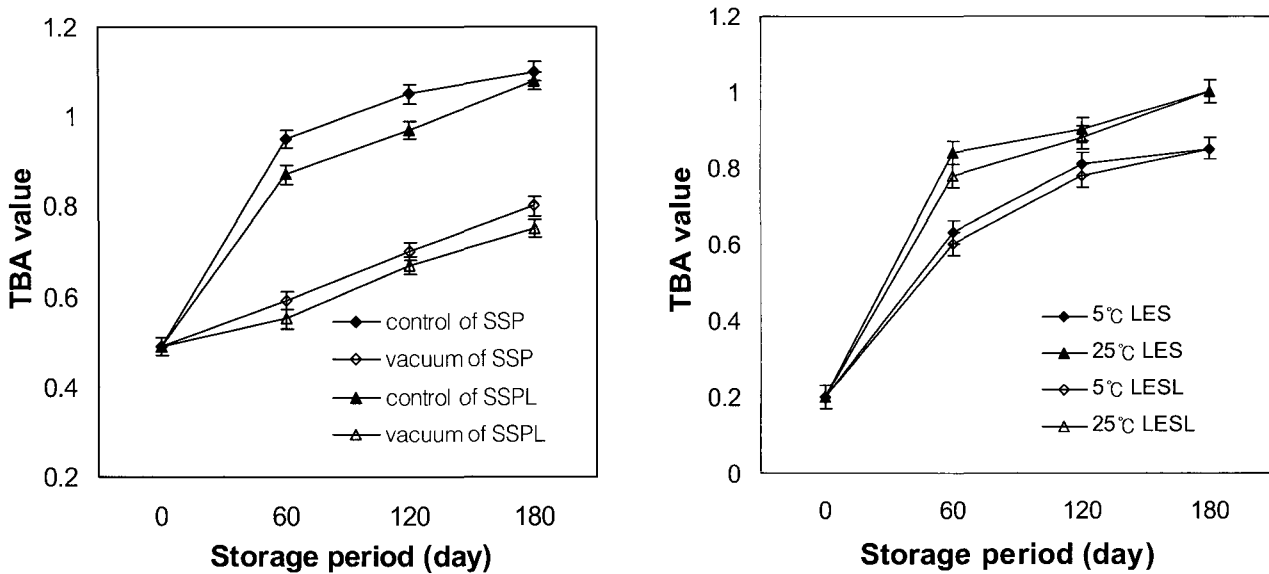 1.2
1
0.8
0.6
0.4
0.2
TBA value
control of SSP
vacuum of SSP
control of SSPL
vacuum of SSPL
0 60 120 180
Storage period (day)
1.2
1
0.8
0.6
0.4
0.2
0
TBA value
5℃ LES
25℃ LES
5℃ LESL
25℃ LESL
0 60 120 180
Storage period (day)